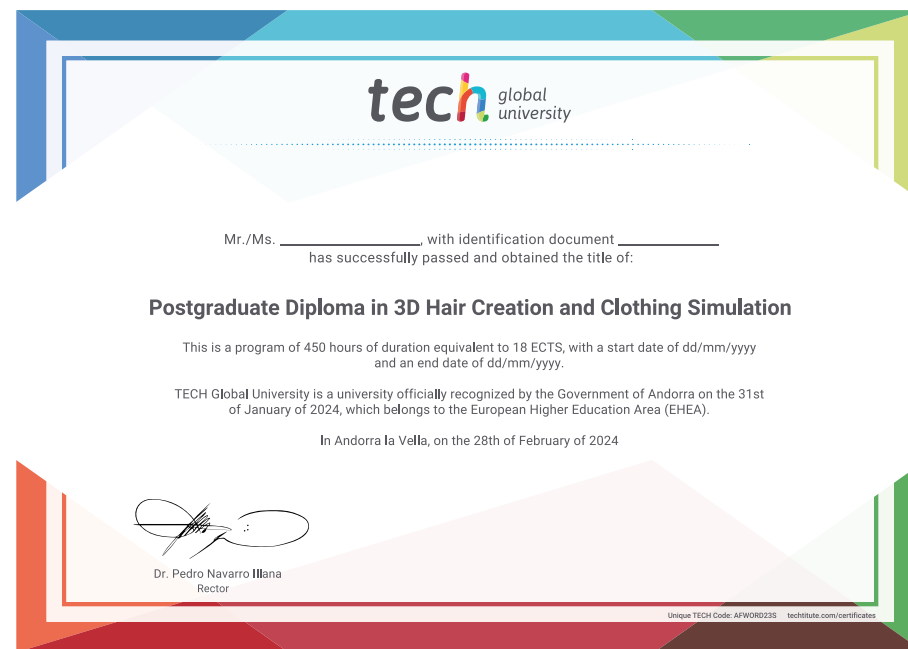 tech global
university
Mr./Ms. ____________, with identification document ____________
has successfully passed and obtained the title of:
Postgraduate Diploma in 3D Hair Creation and Clothing Simulation
This is a program of 450 hours of duration equivalent to 18 ECTS, with a start date of dd/mm/yyyy
and an end date of dd/mm/yyyy.
TECH Global University is a university officially recognized by the Government of Andorra on the 31st
of January of 2024, which belongs to the European Higher Education Area (EHEA).
In Andorra la Vella, on the 28th of February of 2024
Dr. Pedro Navarro Illana
Rector
Unique TECH Code: AFWORD23S techtitute.com/certificates